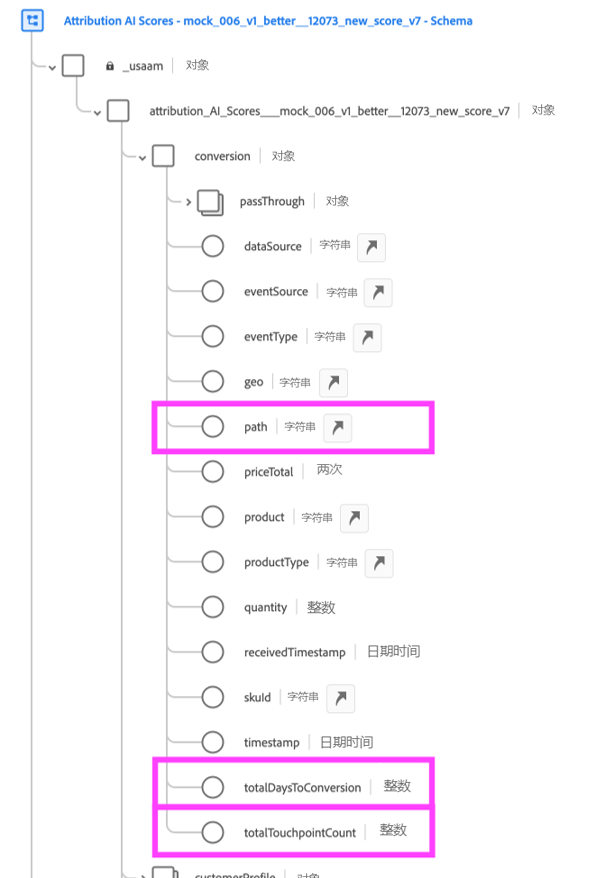 Attribution AI Scores - mock_006_v1_better__12073_new_score_v7 - Schema
_usaam 对象
attribution_AI_Scores___mock_006_v1_better__12073_new_score_v7 对象
conversion 对象
passThrough 对象
dataSource 字符串
eventSource 字符串
eventType 字符串
geo 字符串
path 字符串
priceTotal 两次
product 字符串
productType 字符串
quantity 整数
receivedTimestamp 日期时间
skuId 字符串
timestamp 日期时间
totalDaysToConversion 整数
totalTouchpointCount 整数
customerProfile 对象